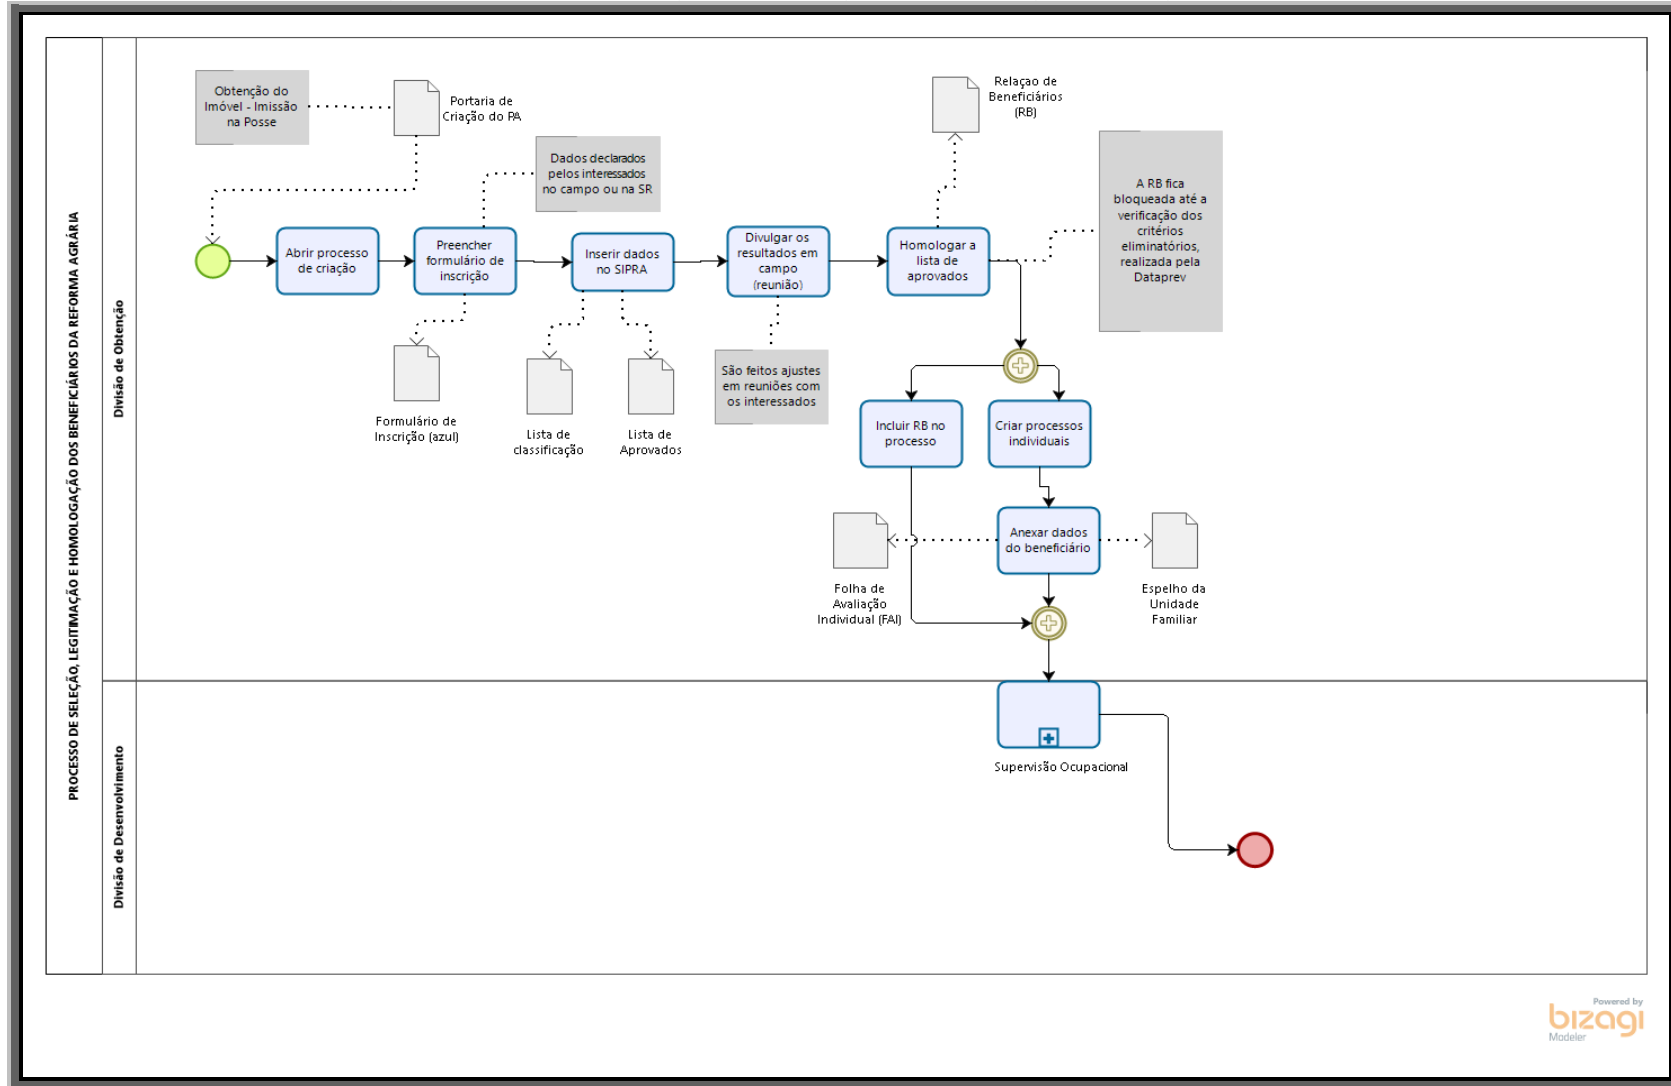 PROCESSO DE SELEÇÃO, LEGITIMAÇÃO E HOMOLOGAÇÃO DOS BENEFICIÁRIOS DA REFORMA AGRÁRIA
Divisão de Obtenção
Obtenção do
Imóvel - Imissão
na Posse
Portaria de
Criação do PA
Dados declarados
pelos interessados
no campo ou na SR
Relaçao de
Beneficiários
(RB)
A RB fica
bloqueada até a
verificação dos
critérios
eliminatórios,
realizada pela
Dataprev
Abrir processo
de criação
Preencher
formulário de
inscrição
Inserir dados
no SIPRA
Divulgar os
resultados em
campo
(reunião)
Homologar a
lista de
aprovados
Formulário de
Inscrição (azul)
Lista de
classificação
Lista de
Aprovados
São feitos ajustes
em reuniões com
os interessados
Incluir RB no
processo
Criar processos
individuais
Anexar dados
do beneficiário
Folha de
Avaliação
Individual (FAI)
Espelho da
Unidade
Familiar
Divisão de Desenvolvimento
Supervisão Ocupacional
Powered by
bizagi
Modeler